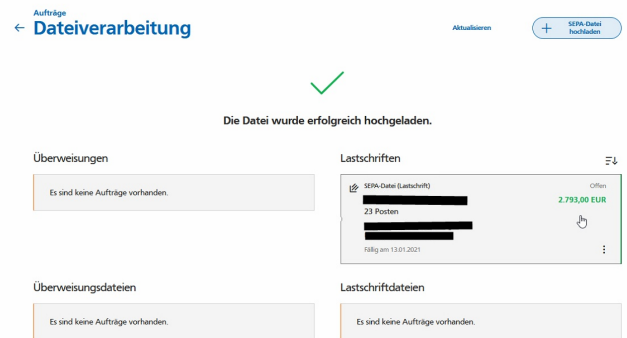 Aufträge
← Dateiverarbeitung
Aktualisieren
+ SEPA-Datei
hochladen
Die Datei wurde erfolgreich hochgeladen.
Überweisungen
Es sind keine Aufträge vorhanden.
Lastschriften
SEPA-Datei (Lastschrift)
Offen
2.793,00 EUR
23 Posten
Fällig am 13.01.2021
Überweisungsdateien
Es sind keine Aufträge vorhanden.
Lastschriftdateien
Es sind keine Aufträge vorhanden.